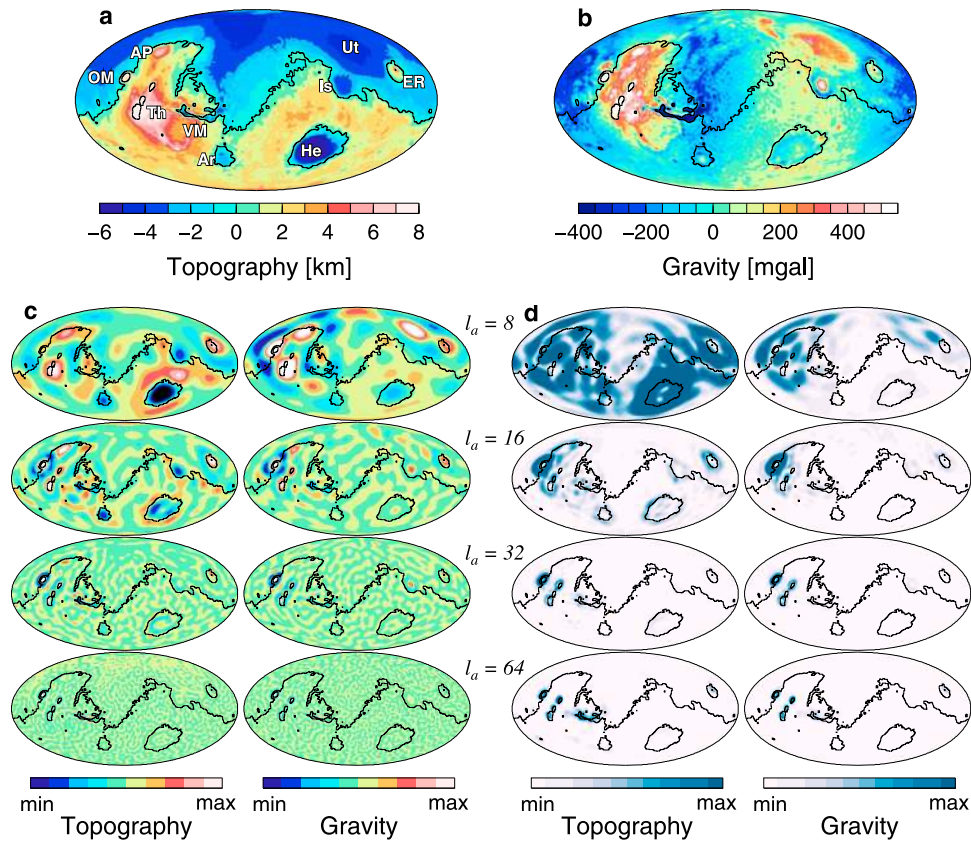 a
b
AP
OM
Th
VM
Ar
Is
Ut
ER
He
−6 −4 −2 0 2 4 6 8
Topography [km]
−400 −200 0 200 400
Gravity [mgal]
c
d
l_a = 8
l_a = 16
l_a = 32
l_a = 64
min max
Topography
min max
Gravity
min max
Topography
min max
Gravity